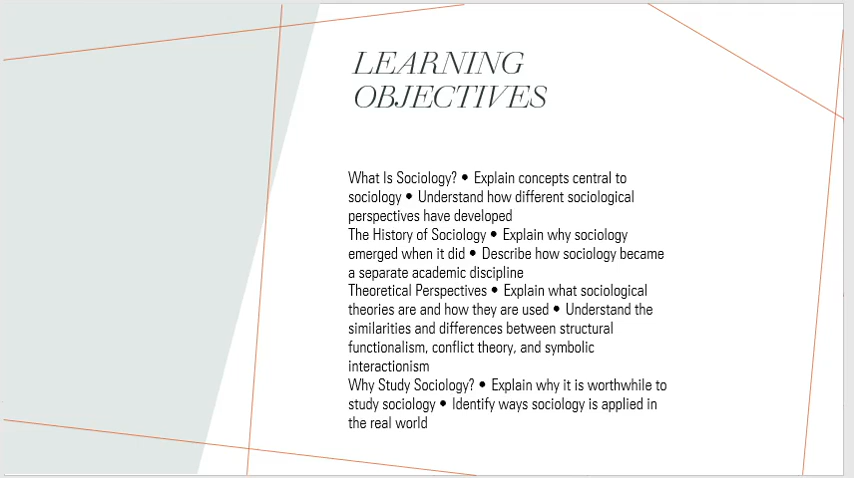 LEARNING
OBJECTIVES
What Is Sociology? • Explain concepts central to
sociology • Understand how different sociological
perspectives have developed
The History of Sociology • Explain why sociology
emerged when it did • Describe how sociology became
a separate academic discipline
Theoretical Perspectives • Explain what sociological
theories are and how they are used • Understand the
similarities and differences between structural
functionalism, conflict theory, and symbolic
interactionism
Why Study Sociology? • Explain why it is worthwhile to
study sociology • Identify ways sociology is applied in
the real world